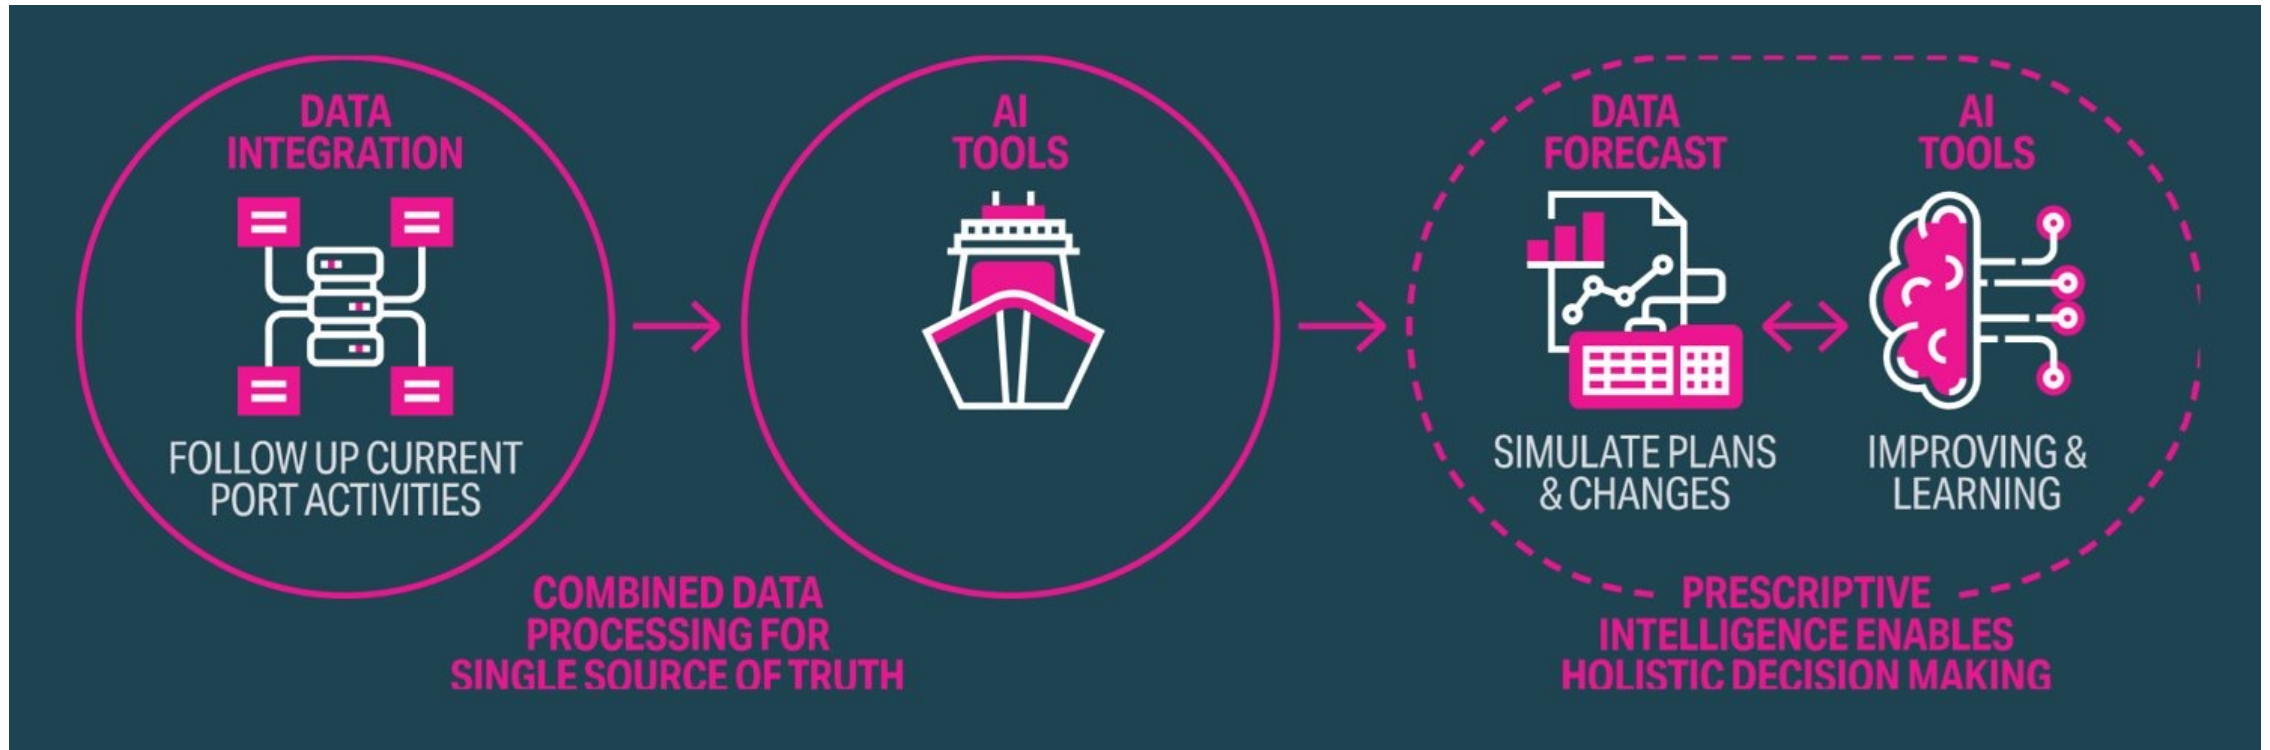 DATA
INTEGRATION
FOLLOW UP CURRENT
PORT ACTIVITIES
AI
TOOLS
COMBINED DATA
PROCESSING FOR
SINGLE SOURCE OF TRUTH
DATA
FORECAST
SIMULATE PLANS
& CHANGES
AI
TOOLS
IMPROVING &
LEARNING
PRESCRIPTIVE
INTELLIGENCE ENABLES
HOLISTIC DECISION MAKING